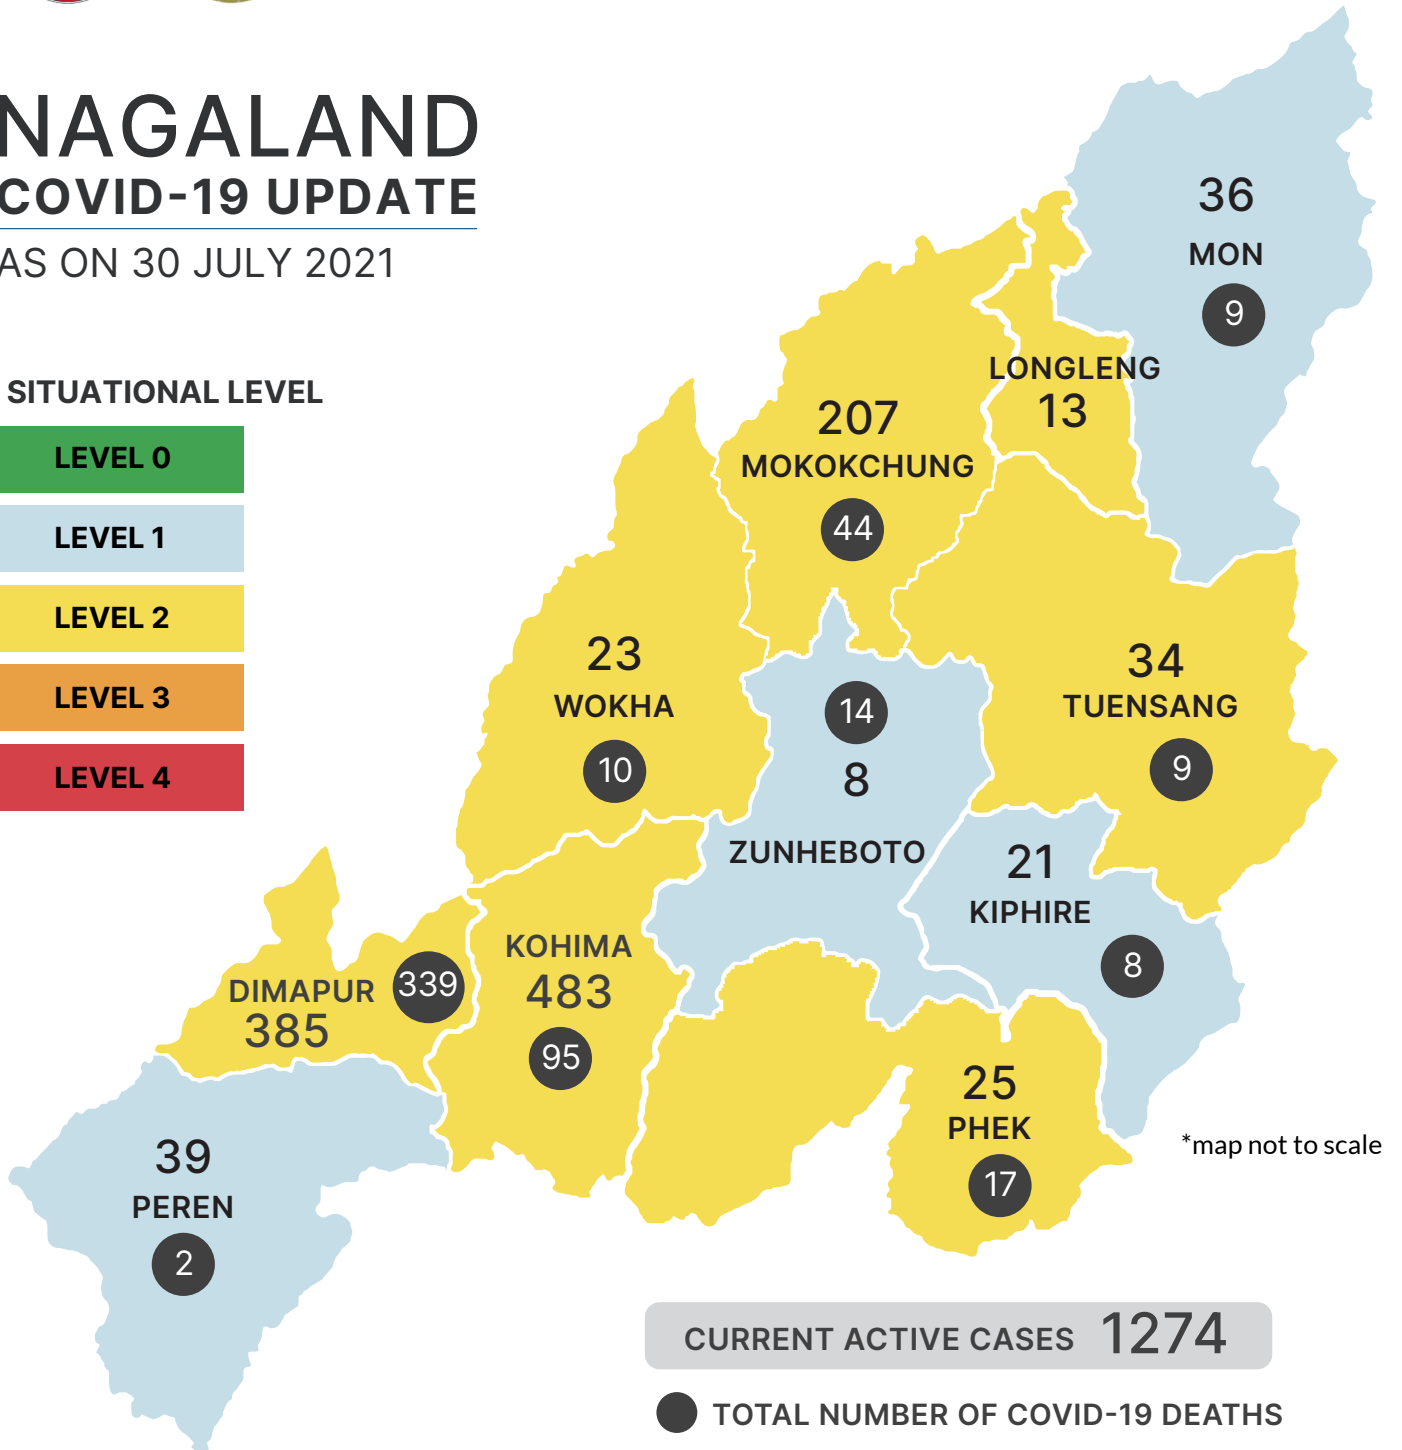 NAGALAND
COVID-19 UPDATE
AS ON 30 JULY 2021
SITUATIONAL LEVEL
LEVEL 0
LEVEL 1
LEVEL 2
LEVEL 3
LEVEL 4
36
MON
9
LONGLENG
13
207
MOKOKCHUNG
44
23
WOKHA
10
34
TUENSANG
9
14
8
ZUNHEBOTO
21
KIPHIRE
8
KOHIMA
483
95
DIMAPUR
385
339
25
PHEK
17
39
PEREN
2
*map not to scale
CURRENT ACTIVE CASES 1274
TOTAL NUMBER OF COVID-19 DEATHS